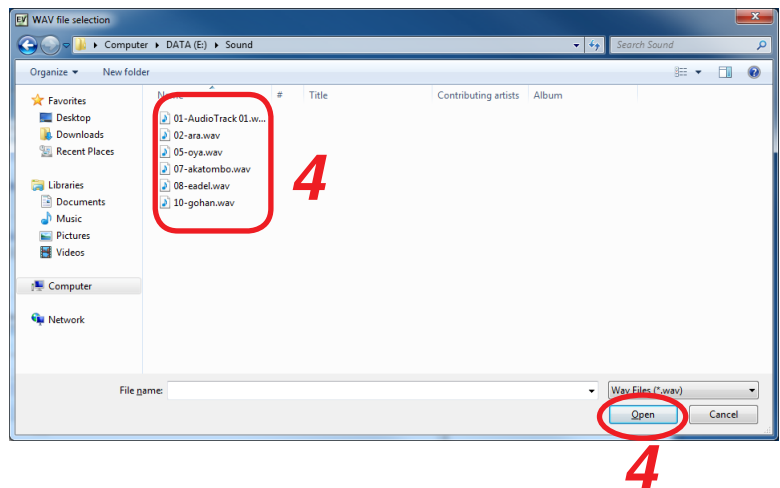 EV WAV file selection
Computer DATA (E:) Sound
Search Sound
Organize New folder
# Title Contributing artists Album
Favorites
Desktop
Downloads
Recent Places
Libraries
Documents
Music
Pictures
Videos
Computer
Network
01-AudioTrack 01.w...
02-ara.wav
05-oya.wav
07-akatombo.wav
08-eadel.wav
10-gohan.wav
4
File name:
Wav Files (*.wav)
Open Cancel
4